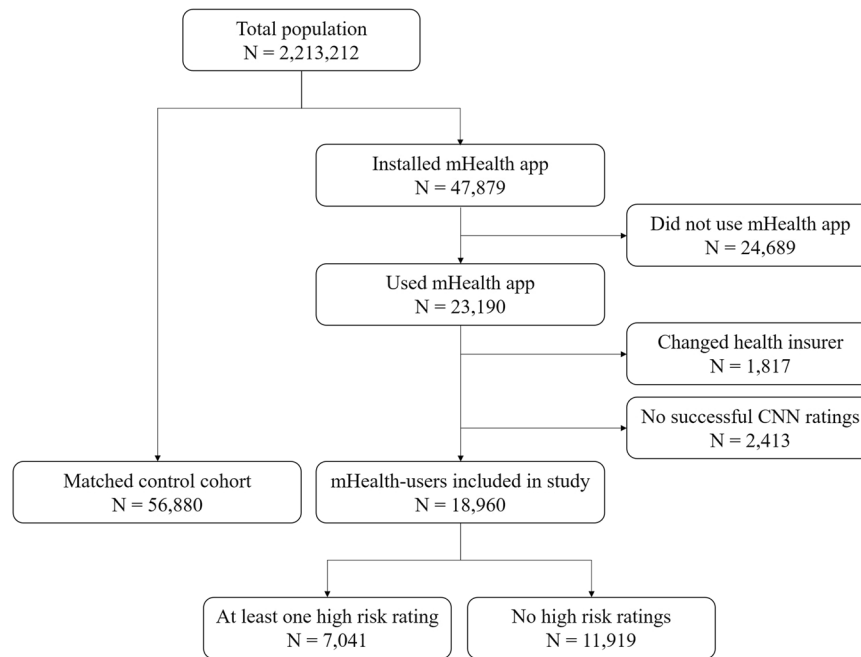 Total population
N = 2,213,212
Installed mHealth app
N = 47,879
Did not use mHealth app
N = 24,689
Used mHealth app
N = 23,190
Changed health insurer
N = 1,817
No successful CNN ratings
N = 2,413
Matched control cohort
N = 56,880
mHealth-users included in study
N = 18,960
At least one high risk rating
N = 7,041
No high risk ratings
N = 11,919